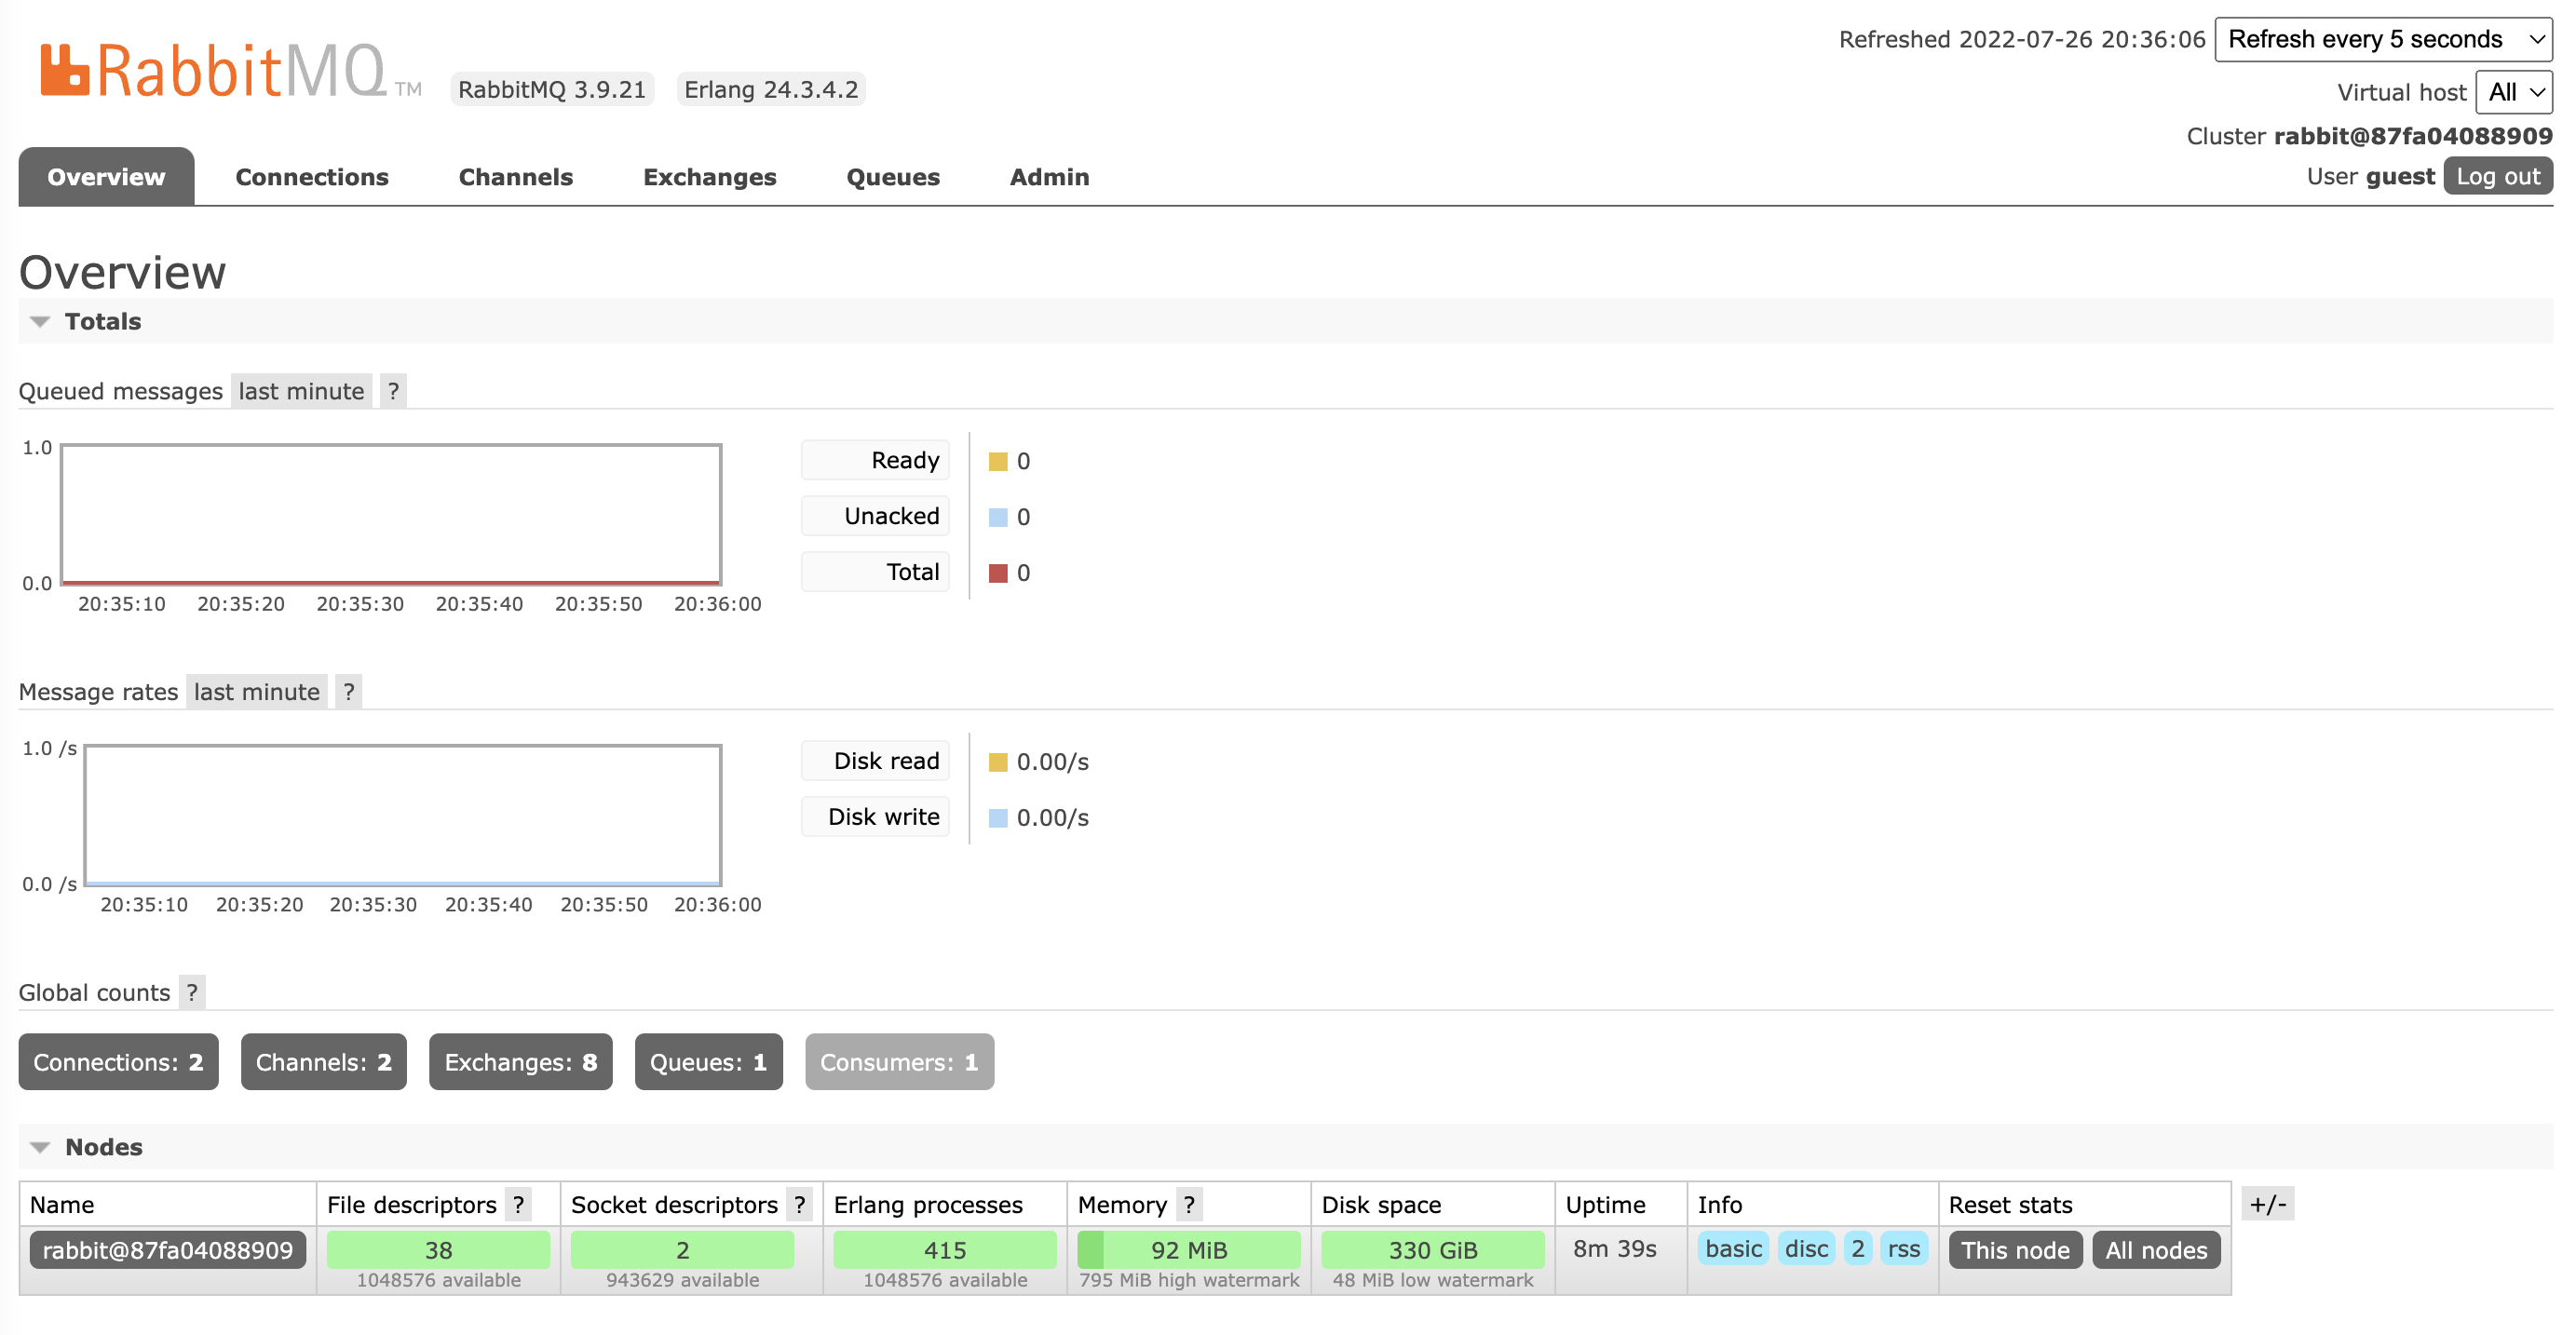 Refreshed 2022-07-26 20:36:06 Refresh every 5 seconds
RabbitMQ TM RabbitMQ 3.9.21 Erlang 24.3.4.2
Virtual host All
Cluster rabbit@87fa04088909
Overview Connections Channels Exchanges Queues Admin
User guest Log out
Overview
Totals
Queued messages last minute ?
1.0
0.0
20:35:10 20:35:20 20:35:30 20:35:40 20:35:50 20:36:00
Ready 0
Unacked 0
Total 0
Message rates last minute ?
1.0 /s
0.0 /s
20:35:10 20:35:20 20:35:30 20:35:40 20:35:50 20:36:00
Disk read 0.00/s
Disk write 0.00/s
Global counts ?
Connections: 2 Channels: 2 Exchanges: 8 Queues: 1 Consumers: 1
Nodes
Name File descriptors ? Socket descriptors ? Erlang processes Memory ? Disk space Uptime Info Reset stats +/-
rabbit@87fa04088909 38 2 415 92 MiB 330 GiB 8m 39s basic disc 2 rss This node All nodes
1048576 available 943629 available 1048576 available 795 MiB high watermark 48 MiB low watermark